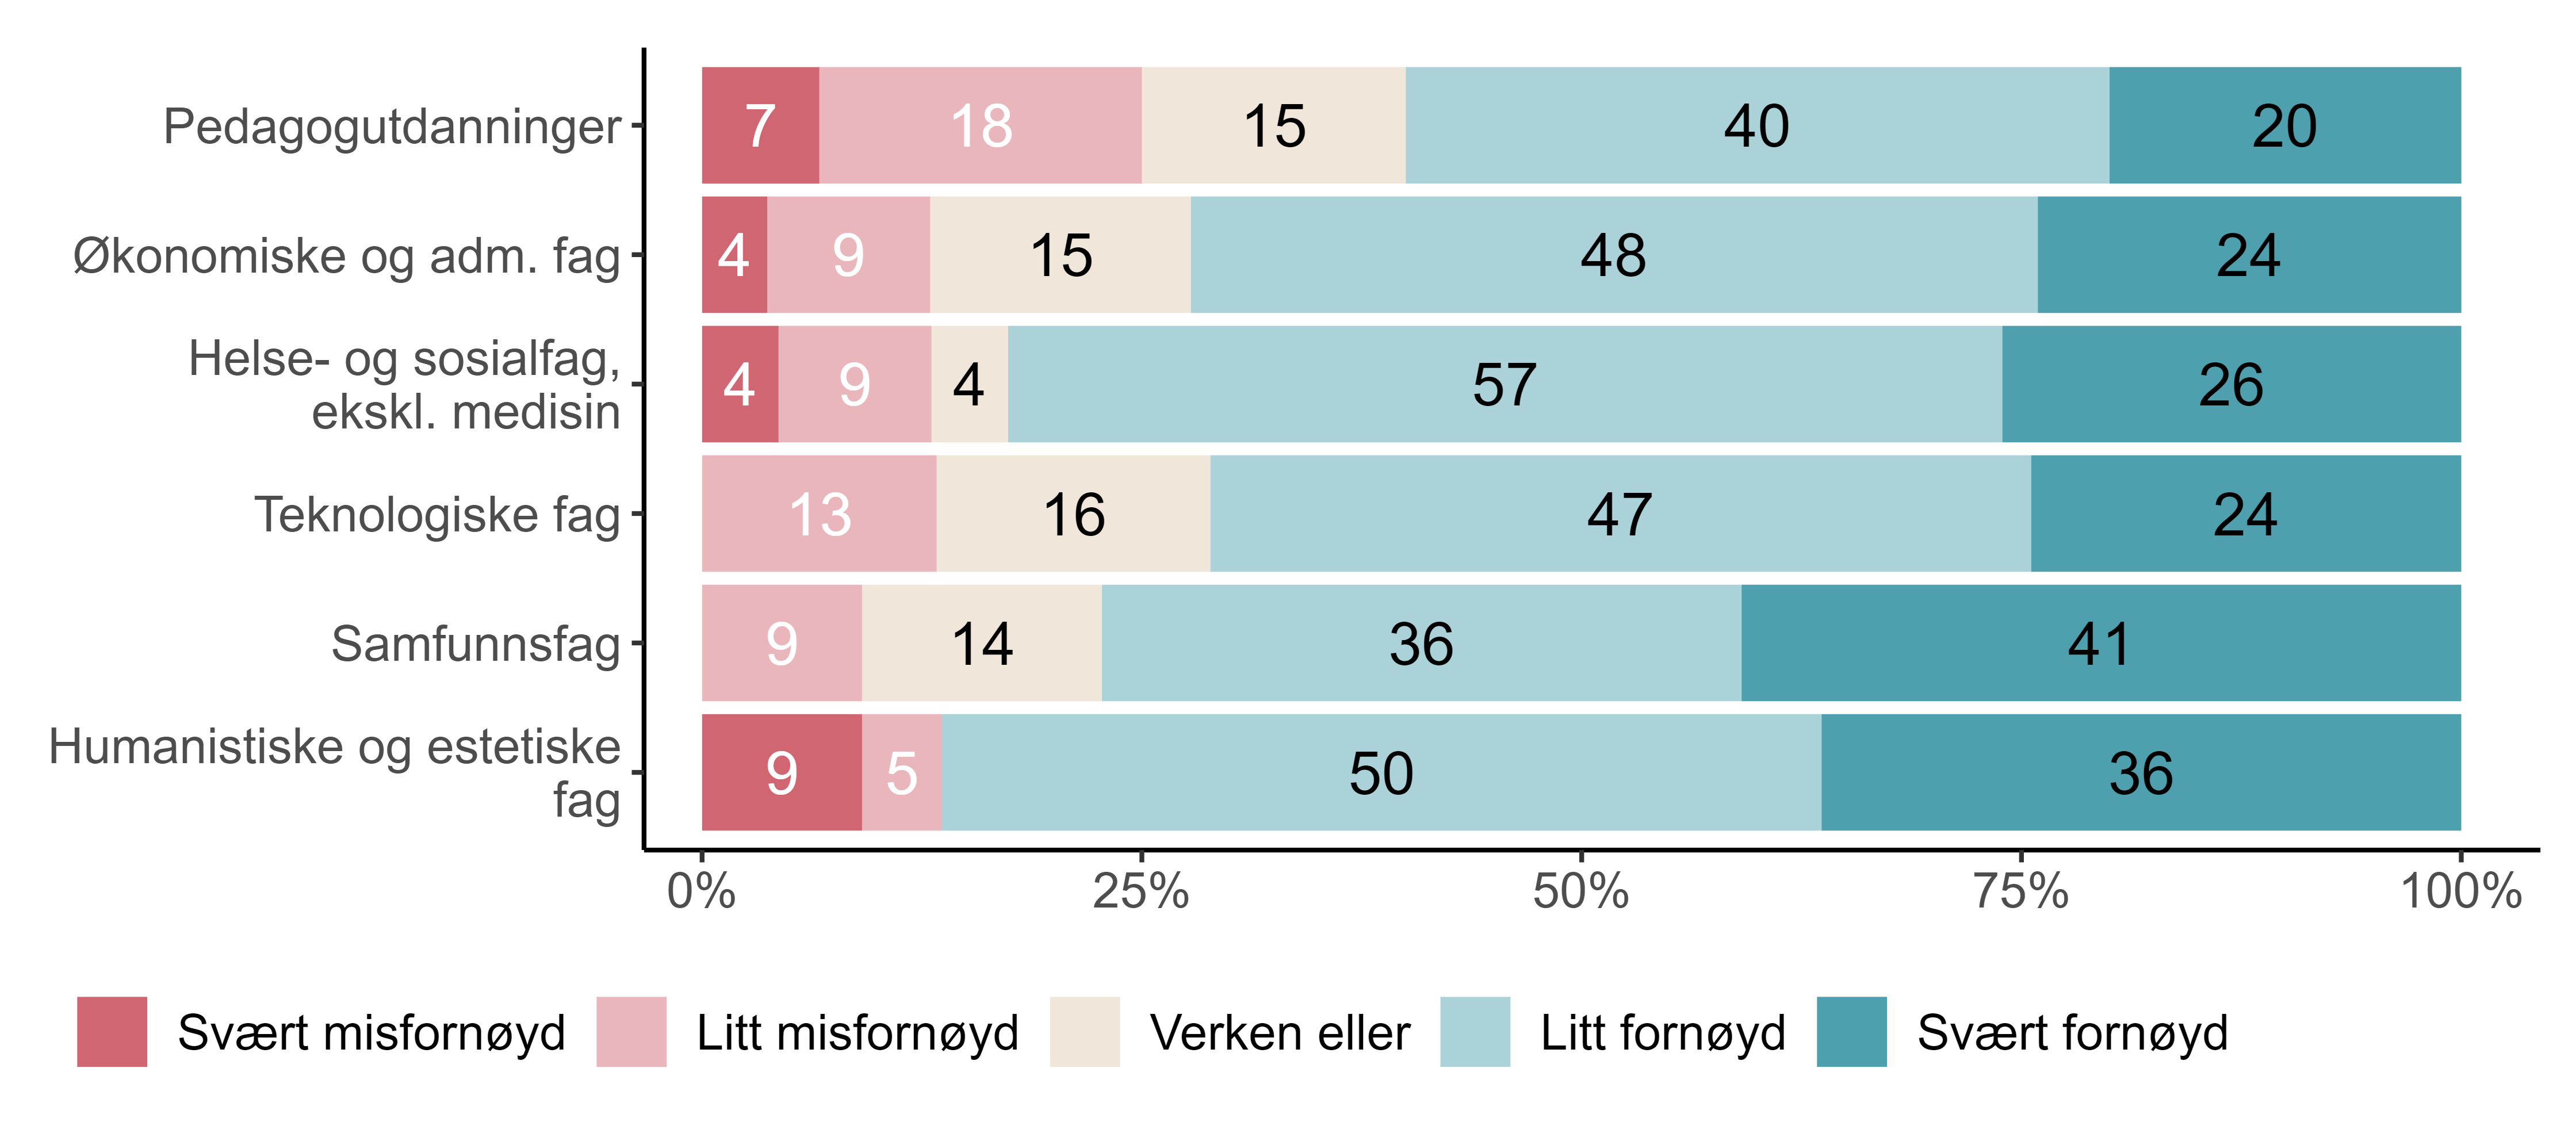 Pedagogutdanninger 7 18 15 40 20
Økonomiske og adm. fag 4 9 15 48 24
Helse- og sosialfag,
ekskl. medisin 4 9 4 57 26
Teknologiske fag 13 16 47 24
Samfunnsfag 9 14 36 41
Humanistiske og estetiske
fag 9 5 50 36
0% 25% 50% 75% 100%
Svært misfornøyd Litt misfornøyd Verken eller Litt fornøyd Svært fornøyd